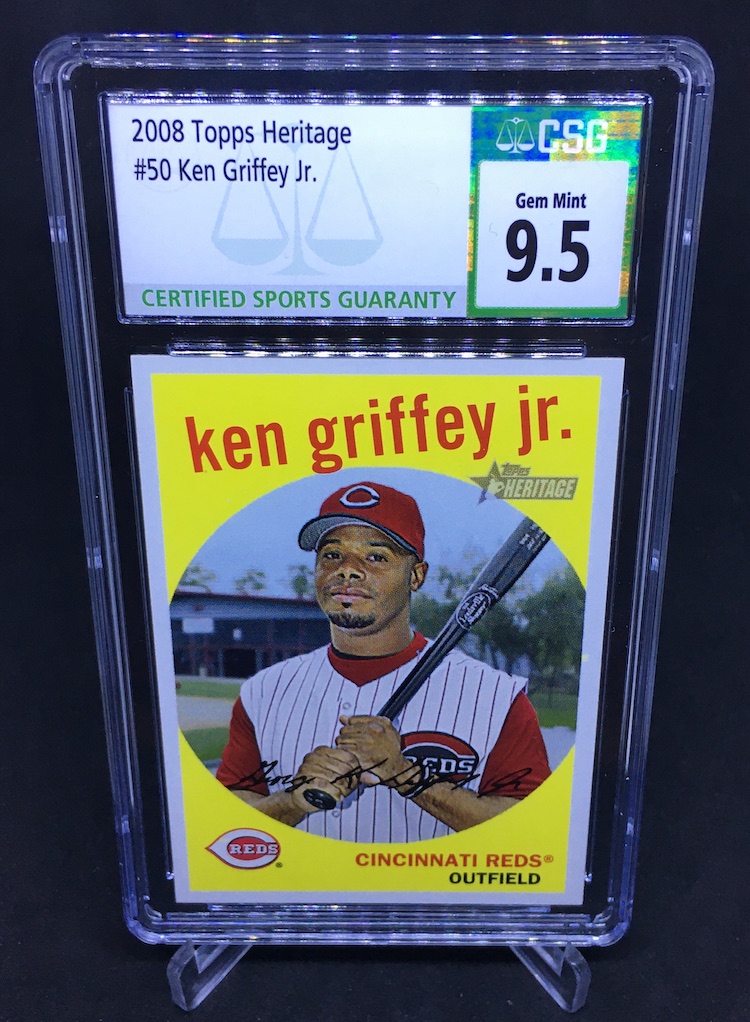 2008 Topps Heritage
#50 Ken Griffey Jr.
CERTIFIED SPORTS GUARANTY
CSG
Gem Mint
9.5
ken griffey jr.
Topps
HERITAGE
C
REDS
REDS
CINCINNATI REDS®
OUTFIELD